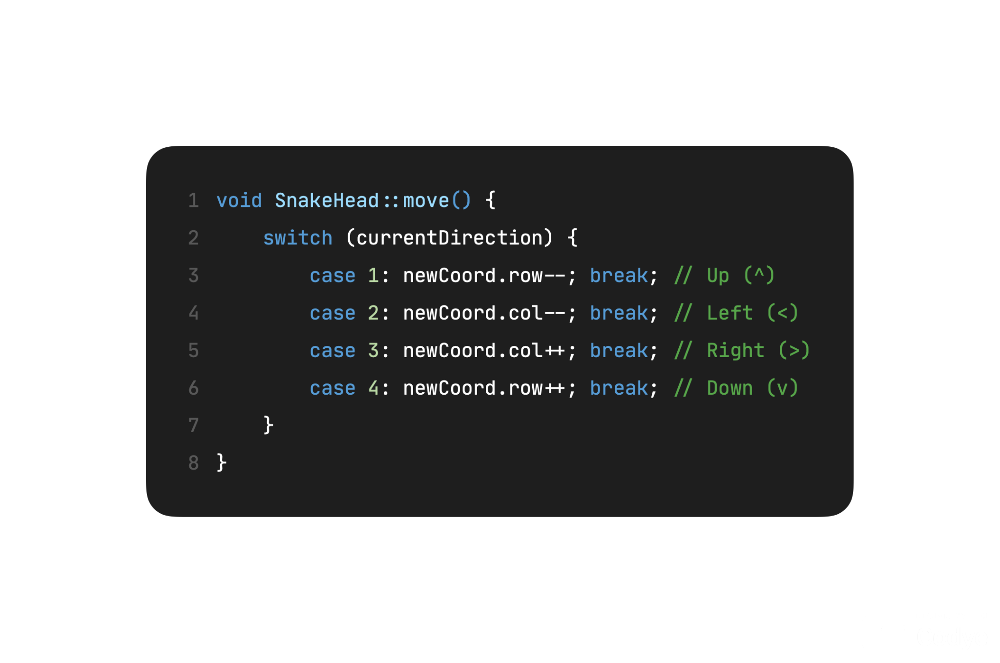 1 void SnakeHead::move() {
2     switch (currentDirection) {
3         case 1: newCoord.row--; break; // Up (^)
4         case 2: newCoord.col--; break; // Left (<)
5         case 3: newCoord.col++; break; // Right (>)
6         case 4: newCoord.row++; break; // Down (v)
7     }
8 }